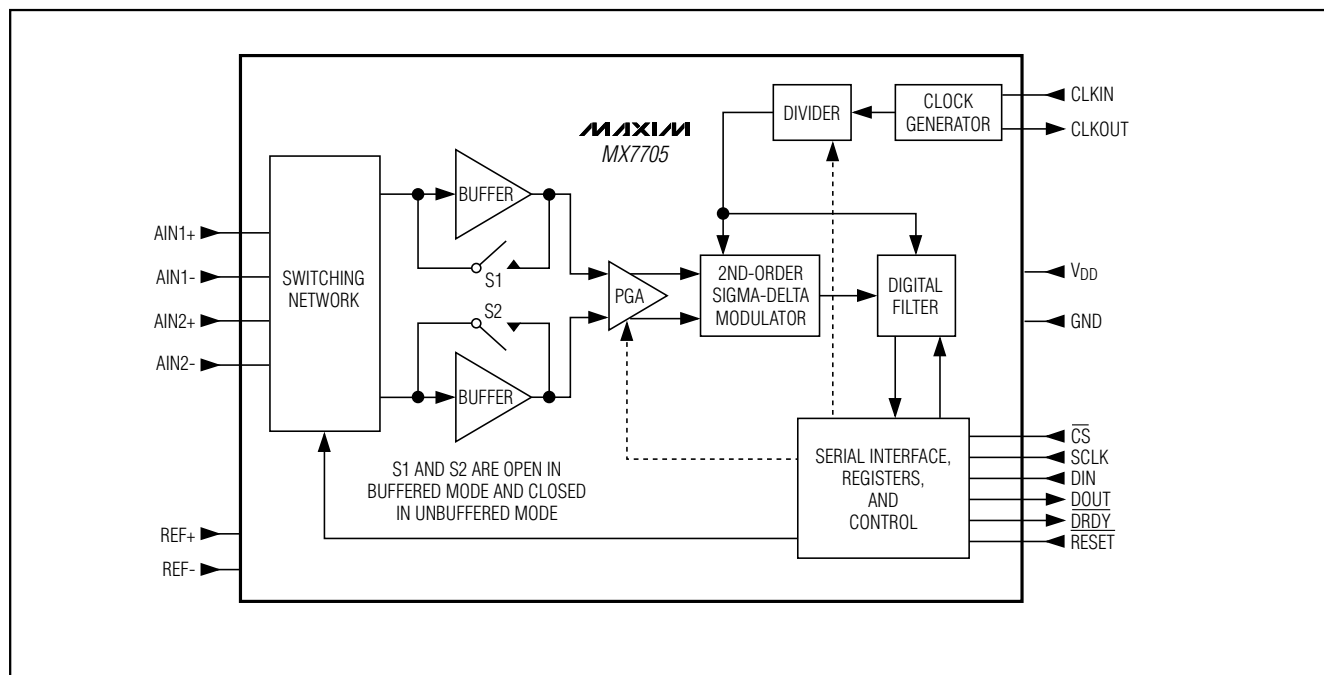 MAXIM
MX7705
DIVIDER
CLOCK
GENERATOR
CLKIN
CLKOUT
AIN1+
AIN1-
AIN2+
AIN2-
REF+
REF-
SWITCHING
NETWORK
BUFFER
S1
S2
BUFFER
S1 AND S2 ARE OPEN IN
BUFFERED MODE AND CLOSED
IN UNBUFFERED MODE
PGA
2ND-ORDER
SIGMA-DELTA
MODULATOR
DIGITAL
FILTER
SERIAL INTERFACE,
REGISTERS,
AND
CONTROL
VDD
GND
CS
SCLK
DIN
DOUT
DRDY
RESET